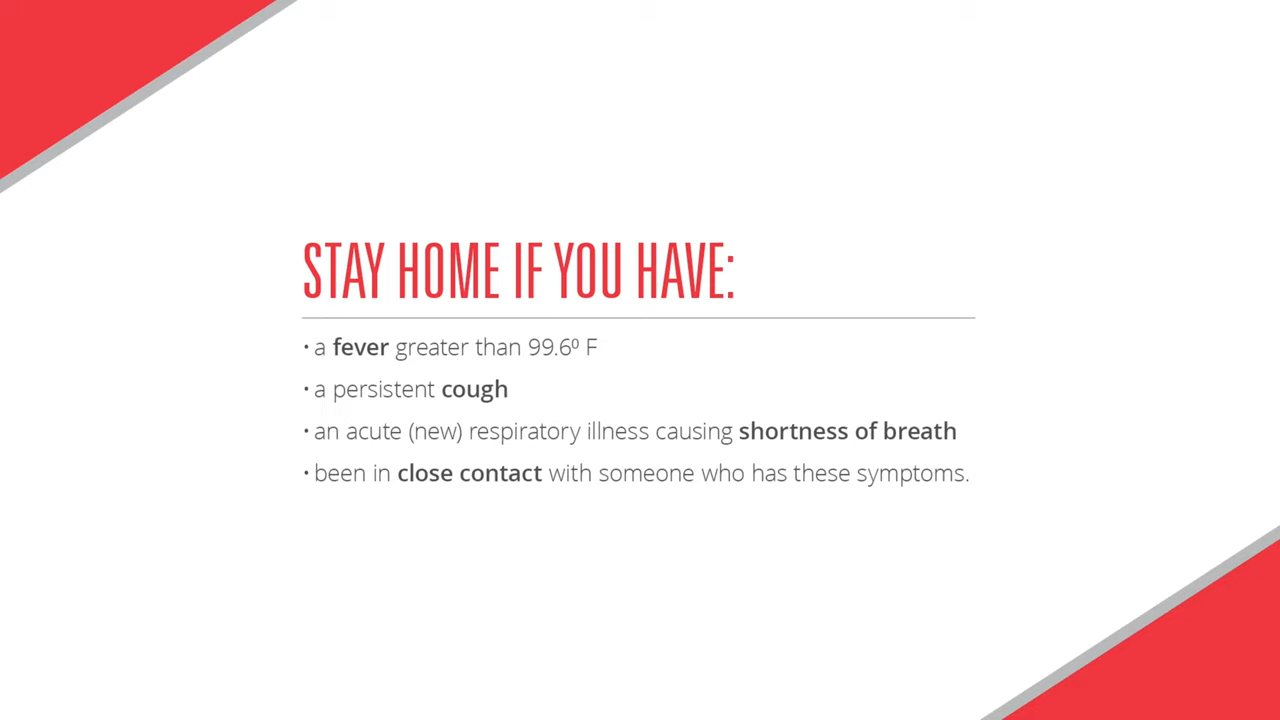 STAY HOME IF YOU HAVE:
• a fever greater than 99.6⁰ F
• a persistent cough
• an acute (new) respiratory illness causing shortness of breath
• been in close contact with someone who has these symptoms.